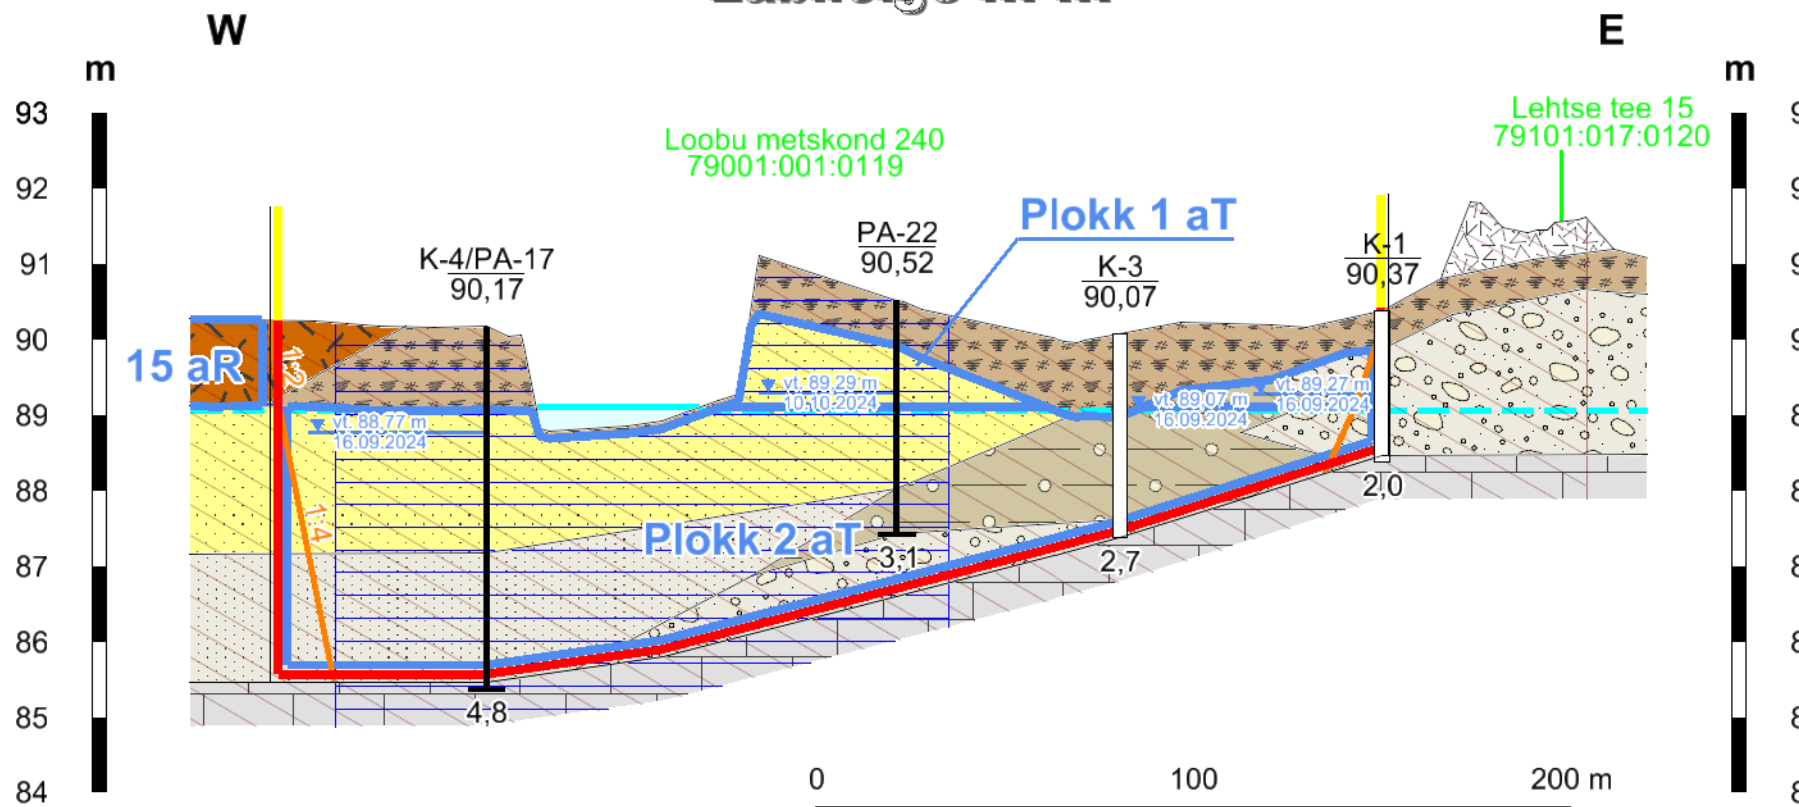 W
E
m
m
93
92
91
90
89
88
87
86
85
84
Loobu metskond 240
79001:001:0119
Lehtse tee 15
79101:017:0120
Plokk 1 aT
K-4/PA-17
90,17
PA-22
90,52
K-3
90,07
K-1
90,37
15 aR
1:2
vt. 88,77 m
16.09.2024
vt. 89,29 m
10.10.2024
vt. 89,07 m
16.09.2024
vt. 89,27 m
16.09.2024
1:4
Plokk 2 aT
3,1
2,7
2,0
4,8
0 100 200 m